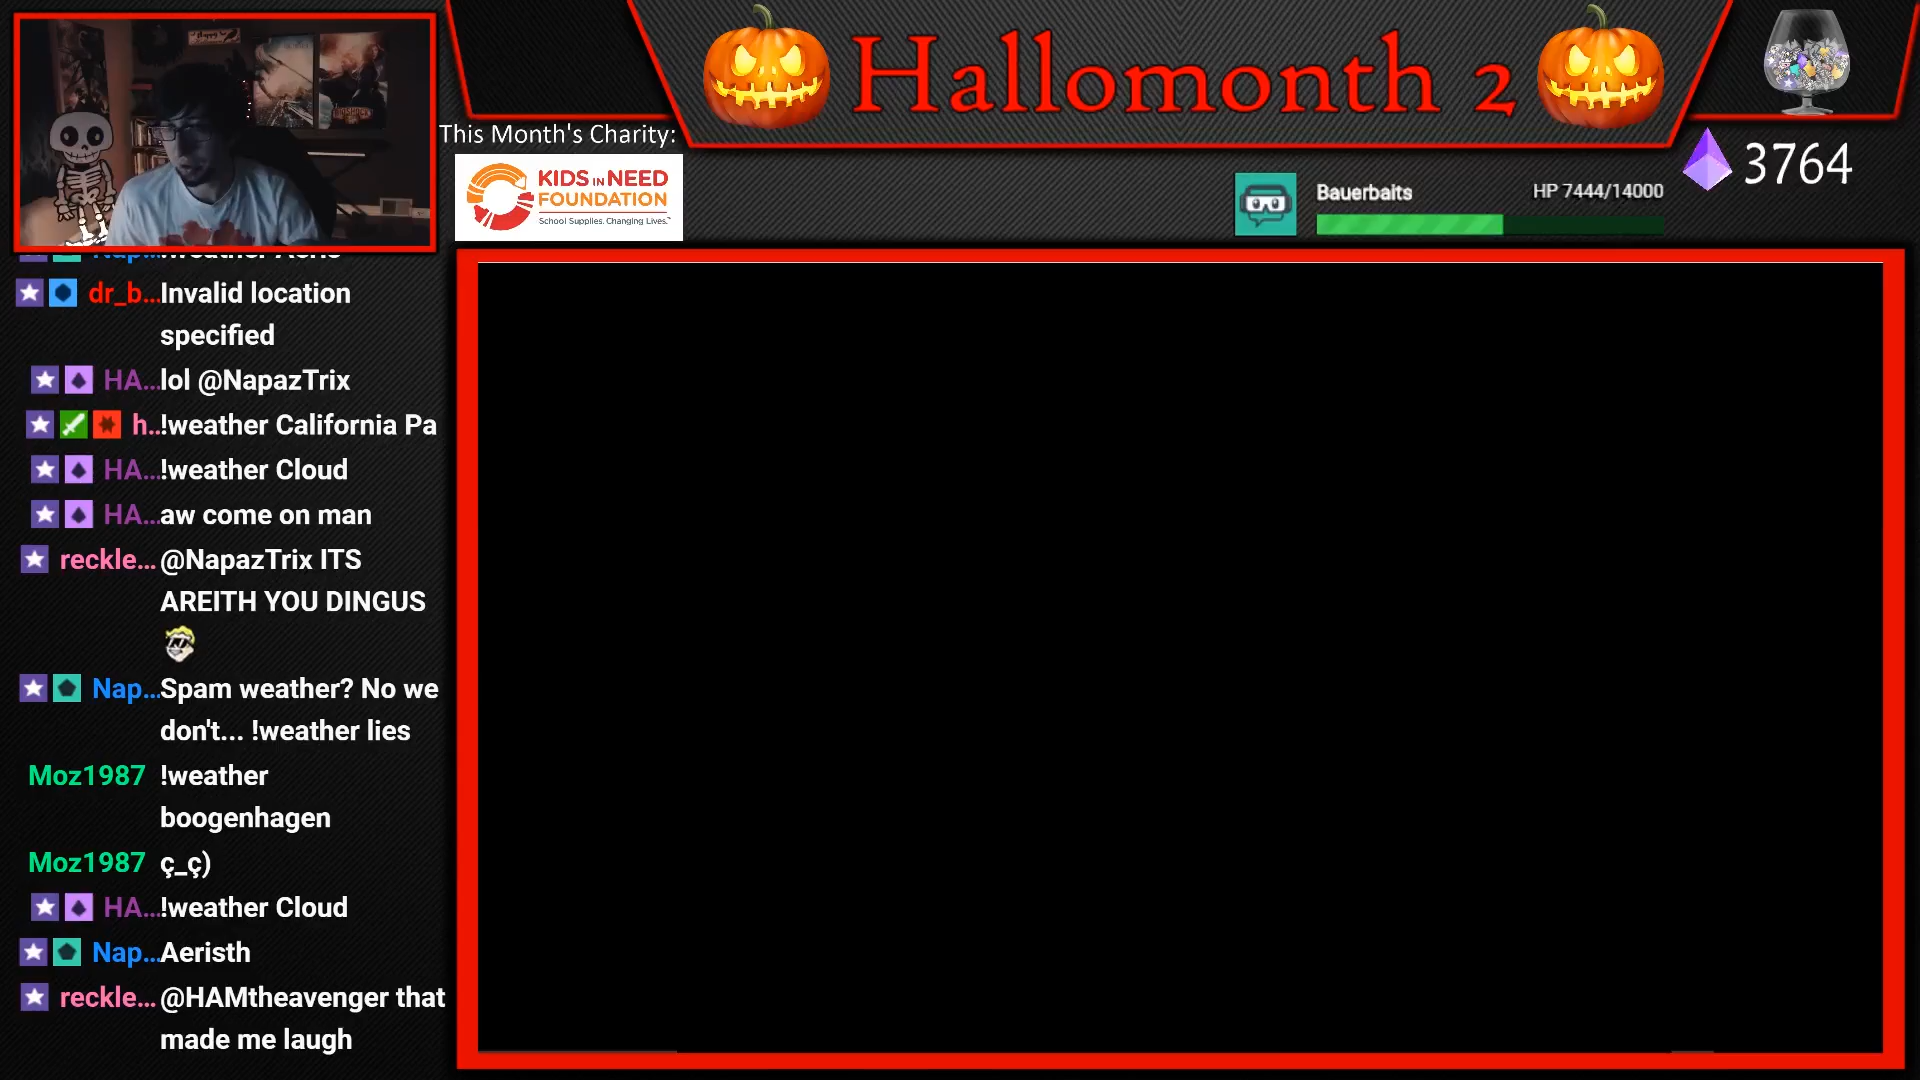 Hallomonth 2
This Month's Charity:
KIDS IN NEED
FOUNDATION
School Supplies. Changing Lives.
Bauerbaits
HP 7444/14000
3764
dr_b... Invalid location
specified
HA... lol @NapazTrix
h.. !weather California Pa
HA... !weather Cloud
HA... aw come on man
reckle... @NapazTrix ITS
AREITH YOU DINGUS
Nap... Spam weather? No we
don't... !weather lies
Moz1987 !weather
boogenhagen
Moz1987 ç_ç)
HA... !weather Cloud
Nap... Aeristh
reckle... @HAMtheavenger that
made me laugh